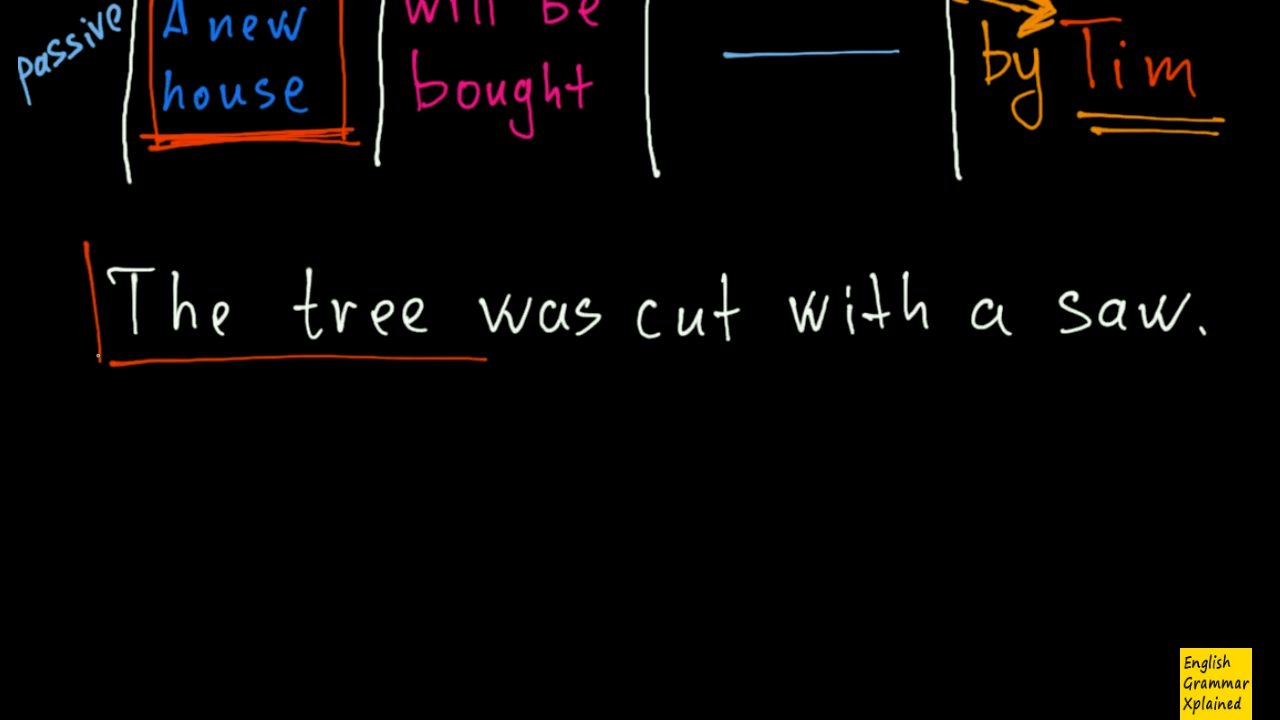 passive
A new
house
will be
bought
by Tim
The tree was cut with a saw.
English
Grammar
Xplained